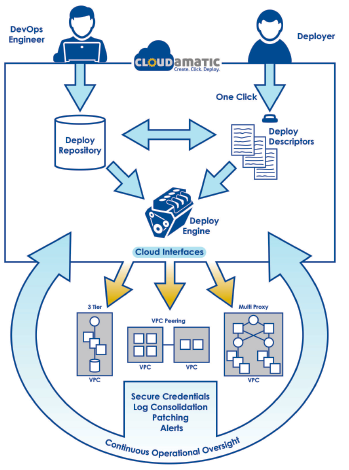 DevOps
Engineer
Deployer
CLOUDAMATIC
Create. Click. Deploy.
One Click
Deploy
Repository
Deploy
Descriptors
Deploy
Engine
Cloud Interfaces
3 Tier
VPC Peering
Multi Proxy
VPC
VPC
VPC
VPC
Secure Credentials
Log Consolidation
Patching
Alerts
Continuous Operational Oversight